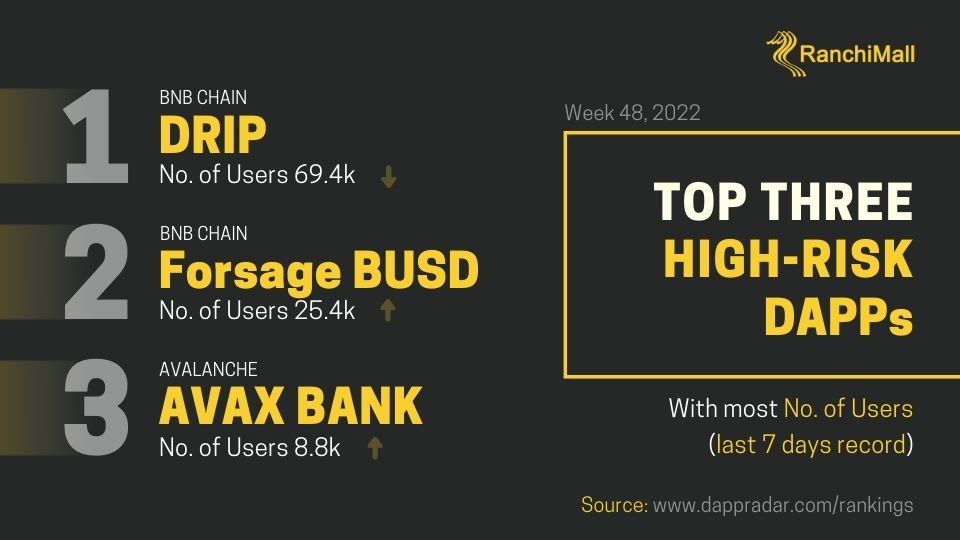 RanchiMall
1
BNB CHAIN
DRIP
No. of Users 69.4k
2
BNB CHAIN
Forsage BUSD
No. of Users 25.4k
3
AVALANCHE
AVAX BANK
No. of Users 8.8k
Week 48, 2022
TOP THREE
HIGH-RISK
DAPPs
With most No. of Users
(last 7 days record)
Source: www.dappradar.com/rankings